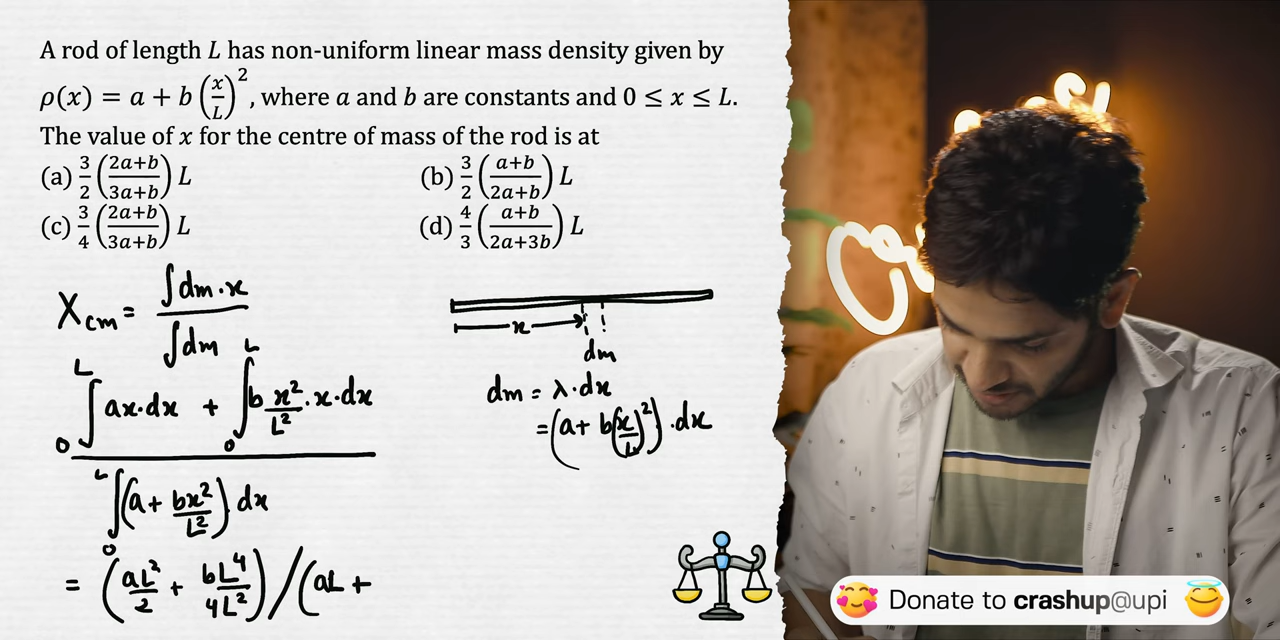 A rod of length L has non-uniform linear mass density given by
ρ(x) = a + b (x/L)², where a and b are constants and 0 ≤ x ≤ L.
The value of x for the centre of mass of the rod is at
(a) 3/2 ((2a+b)/(3a+b)) L
(b) 3/2 ((a+b)/(2a+b)) L
(c) 3/4 ((2a+b)/(3a+b)) L
(d) 4/3 ((a+b)/(2a+3b)) L
Xcm = ∫dm·x / ∫dm
∫₀ᴸ ax·dx + ∫₀ᴸ b x²/L² · x·dx
∫₀ᴸ (a + bx²/L²) dx
= (aL²/2 + bL⁴/4L²) / (aL +
x
dm
dm = λ·dx
= (a + b(x/L)²)·dx
Donate to crashup@upi